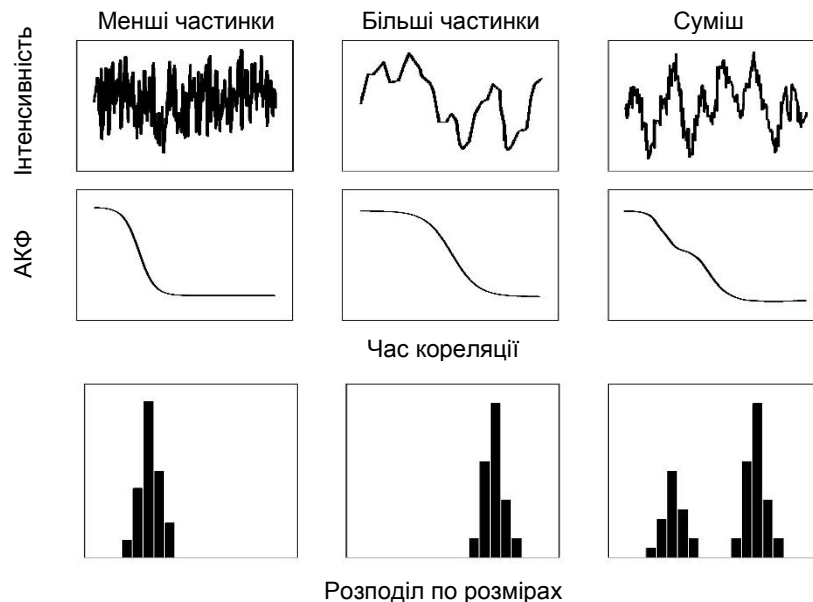 Менші частинки
Більші частинки
Суміш
Інтенсивність
АКФ
Час кореляції
Розподіл по розмірах